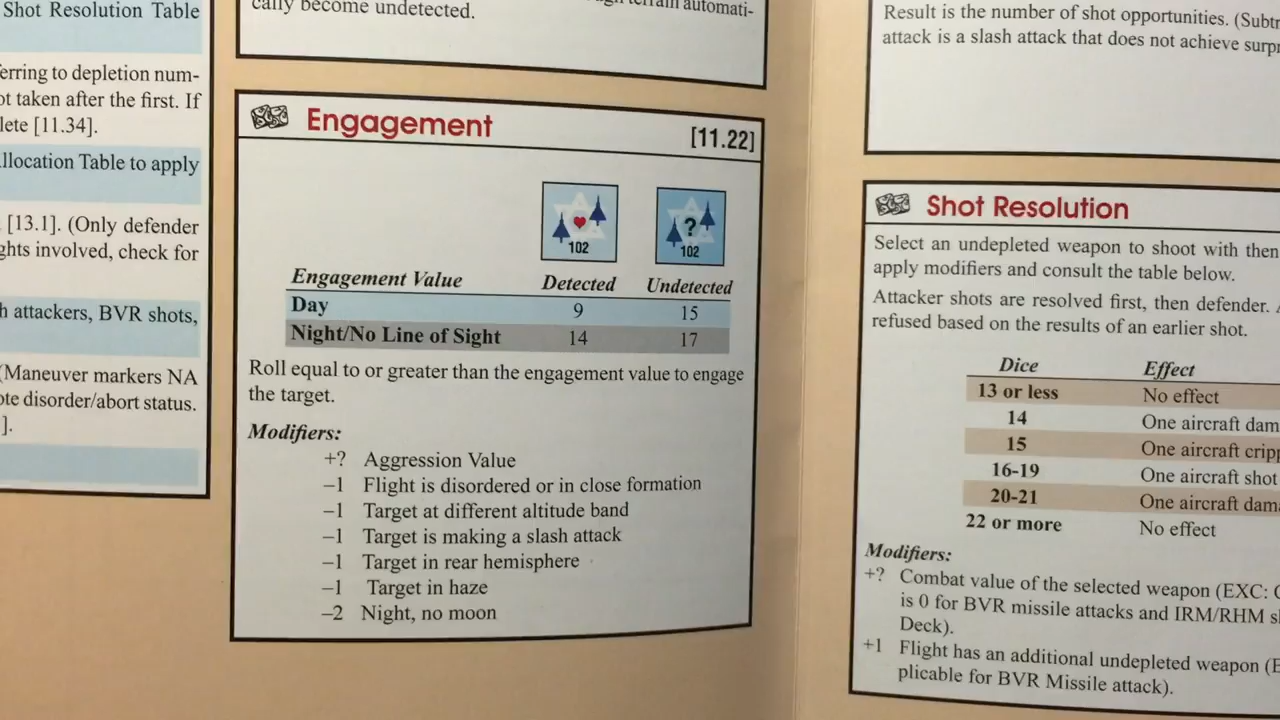 Shot Resolution Table
erring to depletion num-
ot taken after the first. If
lete [11.34].
llocation Table to apply
[13.1]. (Only defender
ghts involved, check for
h attackers, BVR shots,
(Maneuver markers NA
ote disorder/abort status.
].
cally become undetected.
terrain automati-
Engagement [11.22]
102 102
?
Engagement Value Detected Undetected
Day 9 15
Night/No Line of Sight 14 17
Roll equal to or greater than the engagement value to engage
the target.
Modifiers:
+? Aggression Value
–1 Flight is disordered or in close formation
–1 Target at different altitude band
–1 Target is making a slash attack
–1 Target in rear hemisphere
–1 Target in haze
–2 Night, no moon
Result is the number of shot opportunities. (Subtr
attack is a slash attack that does not achieve surp
Shot Resolution
Select an undepleted weapon to shoot with then
apply modifiers and consult the table below.
Attacker shots are resolved first, then defender.
refused based on the results of an earlier shot.
Dice Effect
13 or less No effect
14 One aircraft dam
15 One aircraft cripp
16-19 One aircraft shot
20-21 One aircraft dama
22 or more No effect
Modifiers:
+? Combat value of the selected weapon (EXC:
is 0 for BVR missile attacks and IRM/RHM s
Deck).
+1 Flight has an additional undepleted weapon (E
plicable for BVR Missile attack).